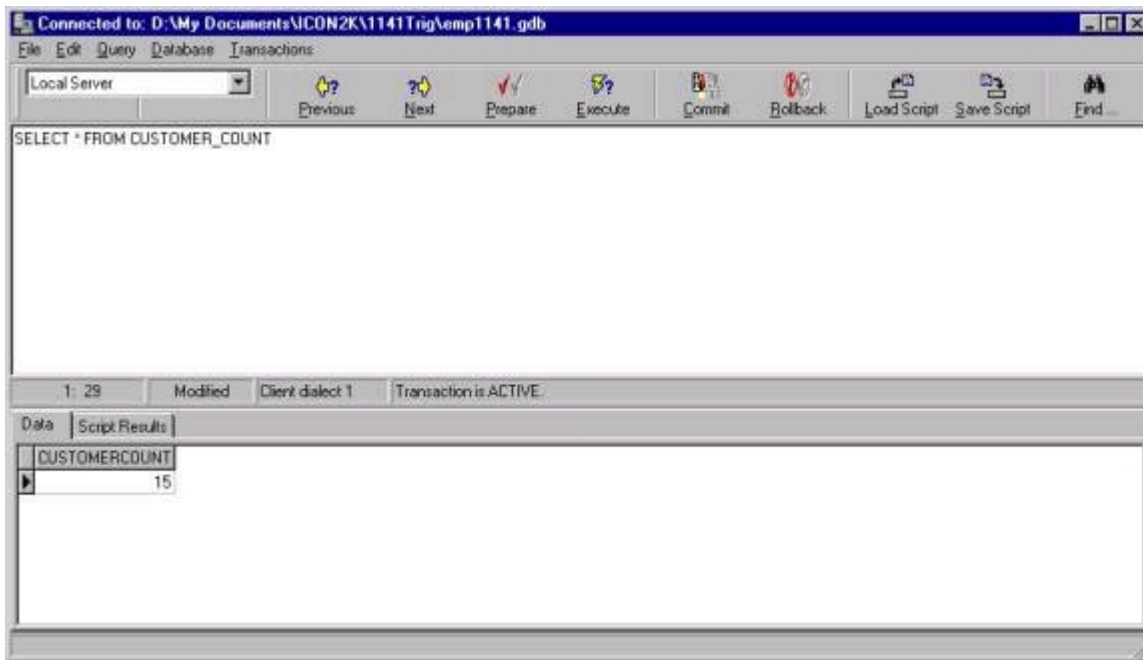 Connected to: D:\My Documents\ICON2K\1141Trig\emp1141.gdb
File Edit Query Database Transactions
Local Server
Previous Next Prepare Execute Commit Rollback Load Script Save Script Find ...
SELECT * FROM CUSTOMER_COUNT
1: 29 Modified Client dialect 1 Transaction is ACTIVE.
Data Script Results
CUSTOMERCOUNT
15